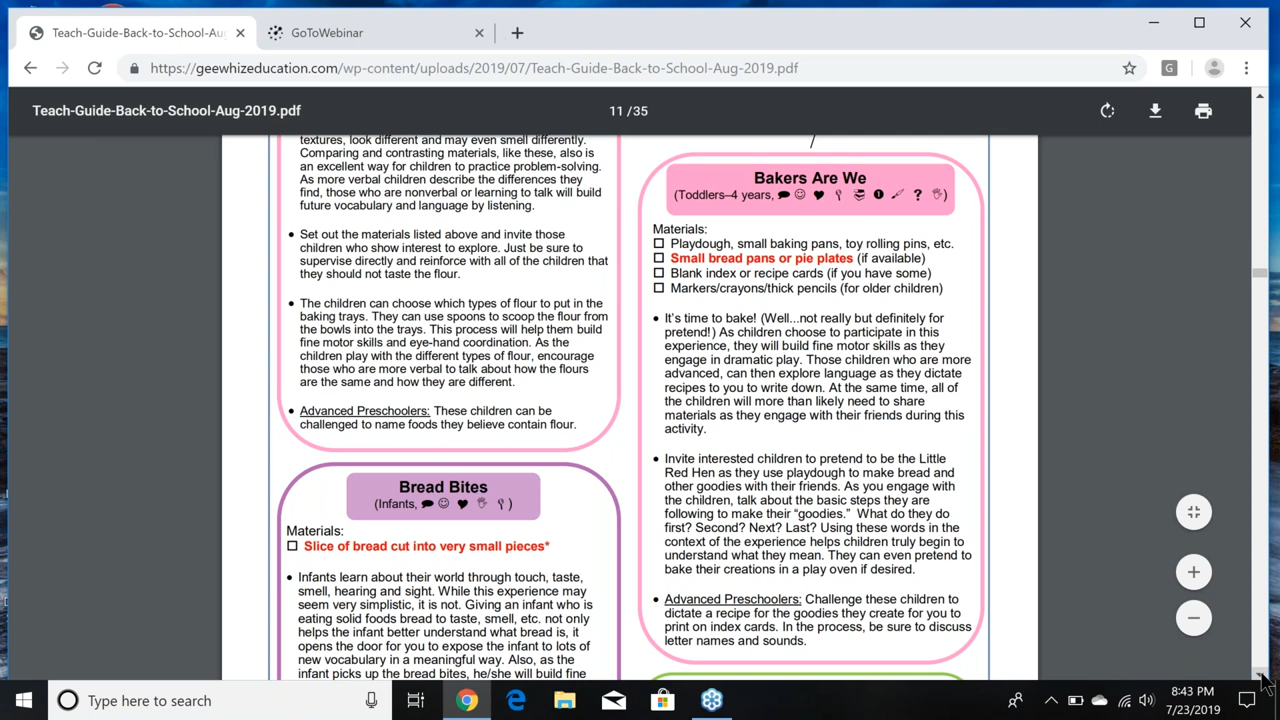 Teach-Guide-Back-to-School-Aug
GoToWebinar
https://geewhizeducation.com/wp-content/uploads/2019/07/Teach-Guide-Back-to-School-Aug-2019.pdf
G
Teach-Guide-Back-to-School-Aug-2019.pdf
11 / 35
textures, look different and may even smell differently.
Comparing and contrasting materials, like these, also is
an excellent way for children to practice problem-solving.
As more verbal children describe the differences they
find, those who are nonverbal or learning to talk will build
future vocabulary and language by listening.
• Set out the materials listed above and invite those
children who show interest to explore. Just be sure to
supervise directly and reinforce with all of the children that
they should not taste the flour.
• The children can choose which types of flour to put in the
baking trays. They can use spoons to scoop the flour from
the bowls into the trays. This process will help them build
fine motor skills and eye-hand coordination. As the
children play with the different types of flour, encourage
those who are more verbal to talk about how the flours
are the same and how they are different.
• Advanced Preschoolers: These children can be
challenged to name foods they believe contain flour.
Bread Bites
(Infants, )
Materials:
Slice of bread cut into very small pieces*
• Infants learn about their world through touch, taste,
smell, hearing and sight. While this experience may
seem very simplistic, it is not. Giving an infant who is
eating solid foods bread to taste, smell, etc. not only
helps the infant better understand what bread is, it
opens the door for you to expose the infant to lots of
new vocabulary in a meaningful way. Also, as the
infant picks up the bread bites, he/she will build fine
Bakers Are We
(Toddlers–4 years, 1 ? )
Materials:
Playdough, small baking pans, toy rolling pins, etc.
Small bread pans or pie plates (if available)
Blank index or recipe cards (if you have some)
Markers/crayons/thick pencils (for older children)
• It's time to bake! (Well...not really but definitely for
pretend!) As children choose to participate in this
experience, they will build fine motor skills as they
engage in dramatic play. Those children who are more
advanced, can then explore language as they dictate
recipes to you to write down. At the same time, all of
the children will more than likely need to share
materials as they engage with their friends during this
activity.
• Invite interested children to pretend to be the Little
Red Hen as they use playdough to make bread and
other goodies with their friends. As you engage with
the children, talk about the basic steps they are
following to make their “goodies.” What do they do
first? Second? Next? Last? Using these words in the
context of the experience helps children truly begin to
understand what they mean. They can even pretend to
bake their creations in a play oven if desired.
• Advanced Preschoolers: Challenge these children to
dictate a recipe for the goodies they create for you to
print on index cards. In the process, be sure to discuss
letter names and sounds.
Type here to search
8:43 PM
7/23/2019